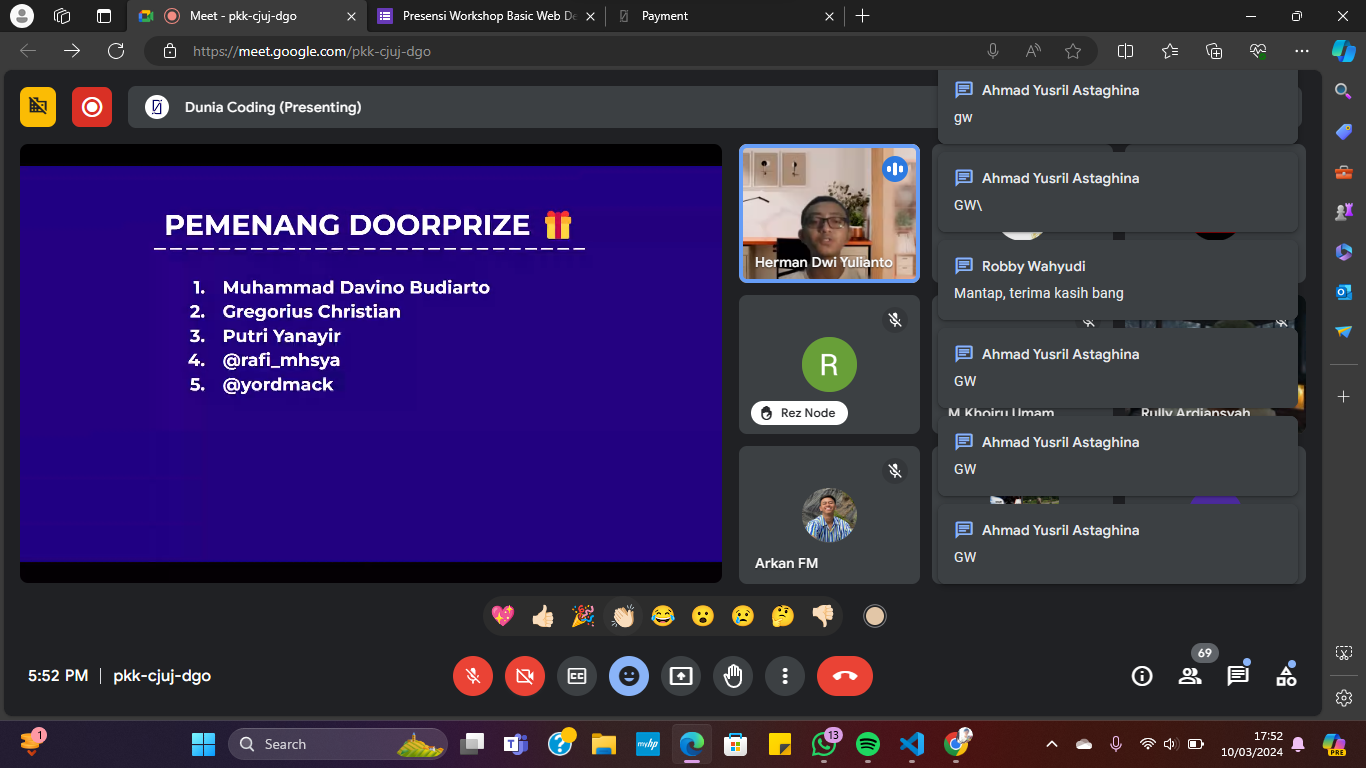 Meet - pkk-cjuj-dgo
Presensi Workshop Basic Web De
Payment
https://meet.google.com/pkk-cjuj-dgo
Dunia Coding (Presenting)
PEMENANG DOORPRIZE
1. Muhammad Davino Budiarto
2. Gregorius Christian
3. Putri Yanayir
4. @rafi_mhsya
5. @yordmack
Herman Dwi Yulianto
R
Rez Node
Arkan FM
M Khoiru Umam
Rully Ardiansyah
Ahmad Yusril Astaghina
gw
Ahmad Yusril Astaghina
GW\
Robby Wahyudi
Mantap, terima kasih bang
Ahmad Yusril Astaghina
GW
Ahmad Yusril Astaghina
GW
Ahmad Yusril Astaghina
GW
5:52 PM | pkk-cjuj-dgo
CC
69
1
Search
myhp
13
17:52
10/03/2024
PRE